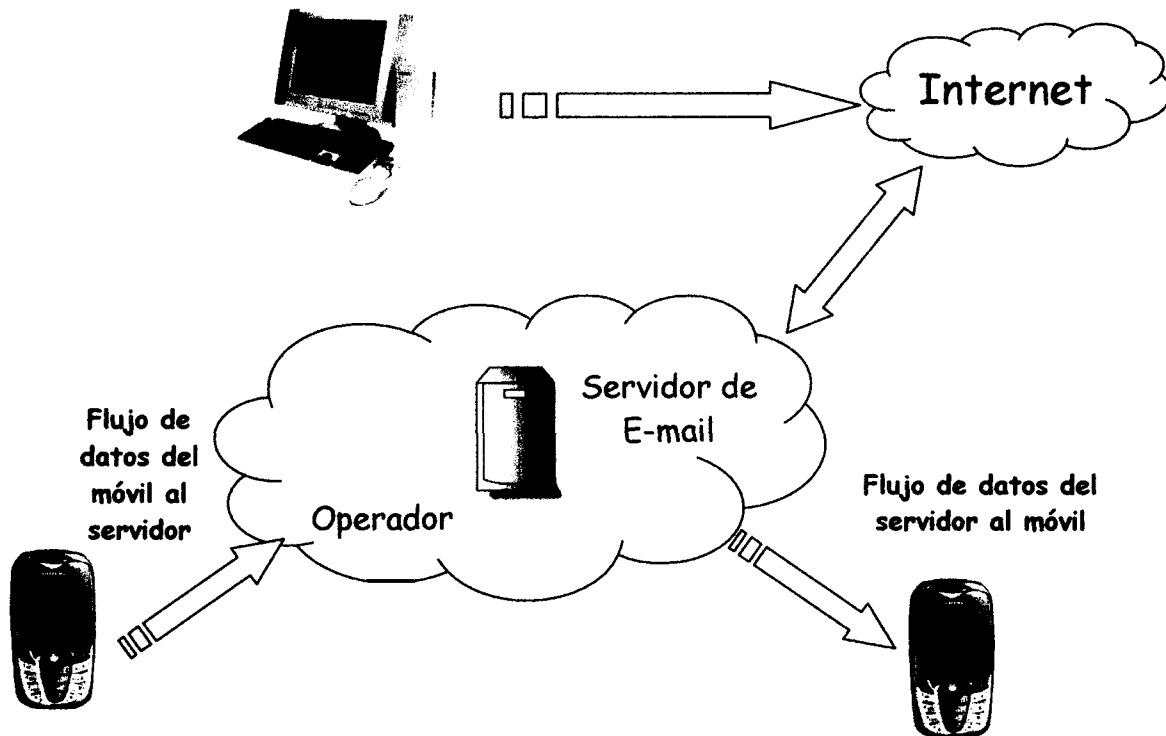 Internet
Servidor de
E-mail
Flujo de
datos del
móvil al
servidor
Operador
Flujo de datos del
servidor al móvil